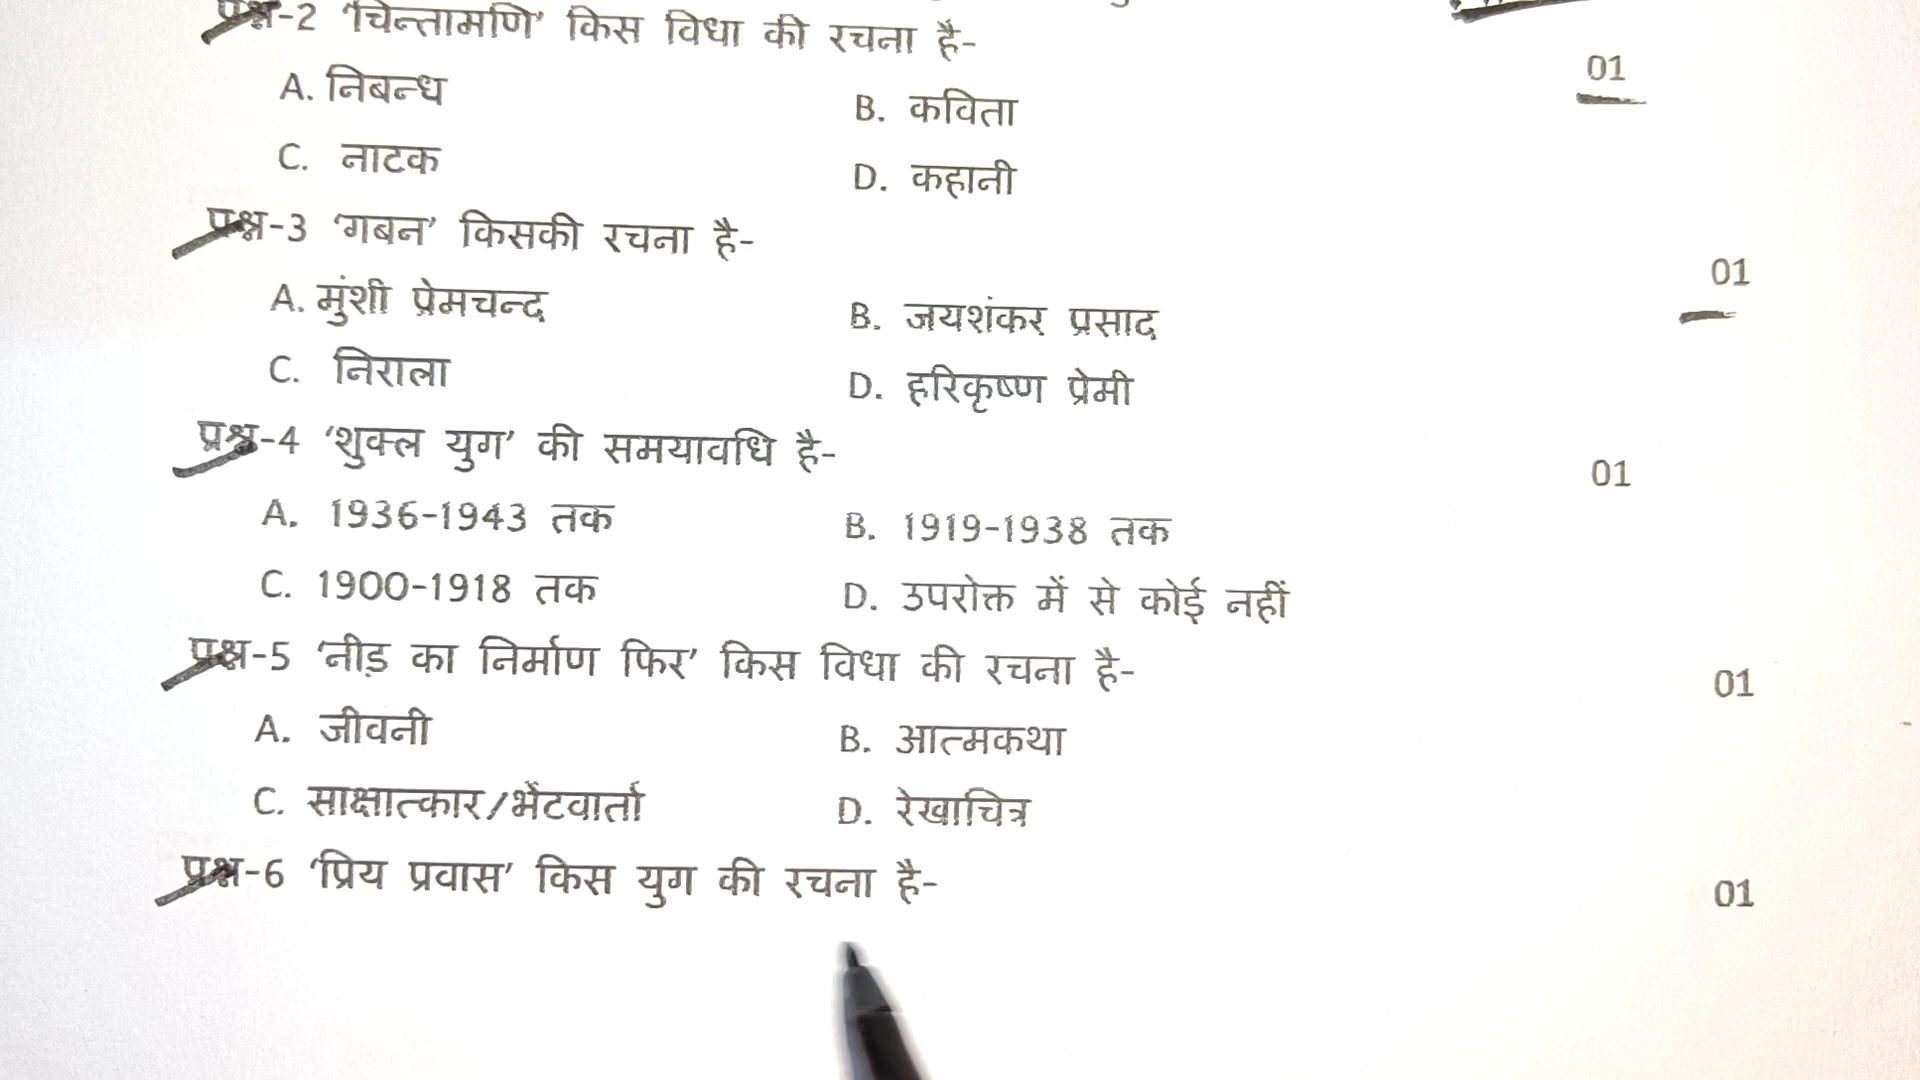 प्रश्न-2 'चिन्तामणि' किस विधा की रचना है-
01
A. निबन्ध
B. कविता
C. नाटक
D. कहानी
प्रश्न-3 'गबन' किसकी रचना है-
01
A. मुंशी प्रेमचन्द
B. जयशंकर प्रसाद
C. निराला
D. हरिकृष्ण प्रेमी
प्रश्न-4 'शुक्ल युग' की समयावधि है-
01
A. 1936-1943 तक
B. 1919-1938 तक
C. 1900-1918 तक
D. उपरोक्त में से कोई नहीं
प्रश्न-5 'नीड़ का निर्माण फिर' किस विधा की रचना है-
01
A. जीवनी
B. आत्मकथा
C. साक्षात्कार/भेंटवार्ता
D. रेखाचित्र
प्रश्न-6 'प्रिय प्रवास' किस युग की रचना है-
01